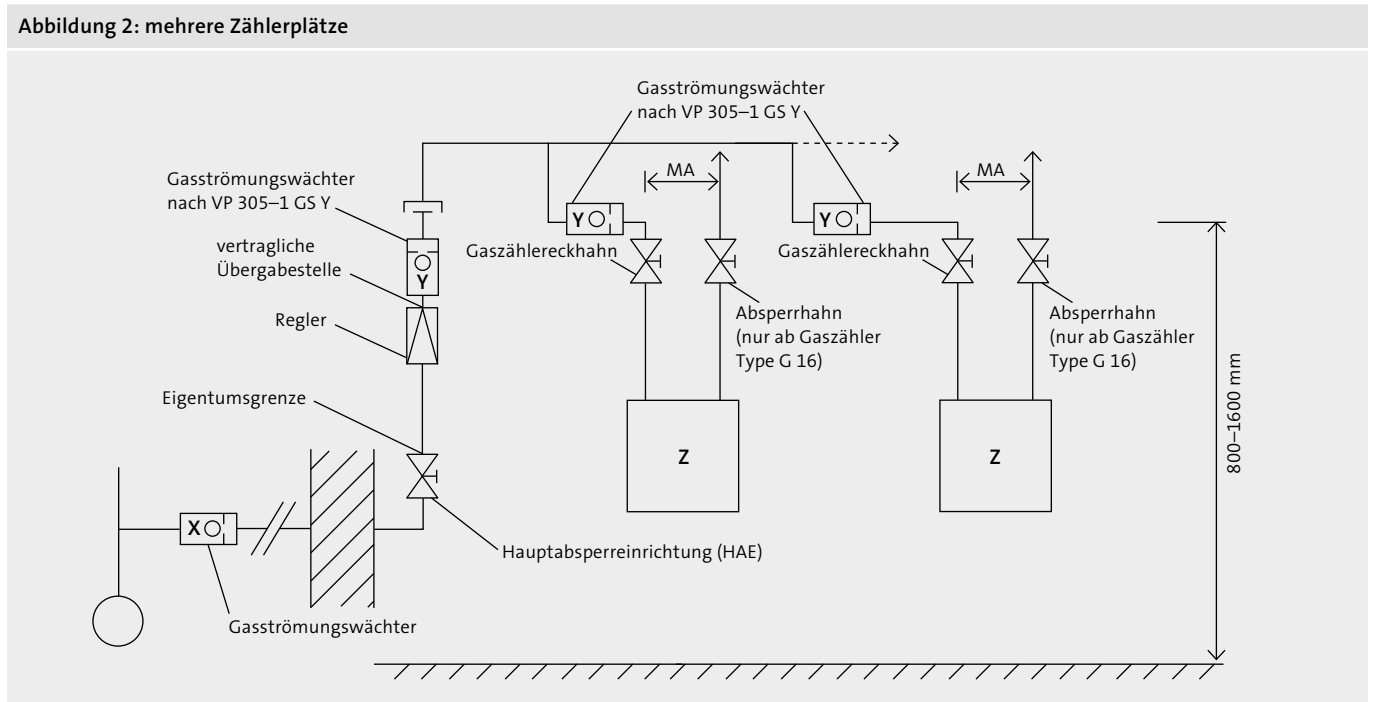 Abbildung 2: mehrere Zählerplätze
Gasströmungswächter
nach VP 305–1 GS Y
MA
MA
Gasströmungswächter
nach VP 305–1 GS Y
Y
Y
vertragliche
Übergabestelle
Gaszählereckhahn
Gaszählereckhahn
Y
Regler
Absperrhahn
(nur ab Gaszähler
Type G 16)
Absperrhahn
(nur ab Gaszähler
Type G 16)
800–1600 mm
Eigentumsgrenze
Z
Z
X
Hauptabsperreinrichtung (HAE)
Gasströmungswächter